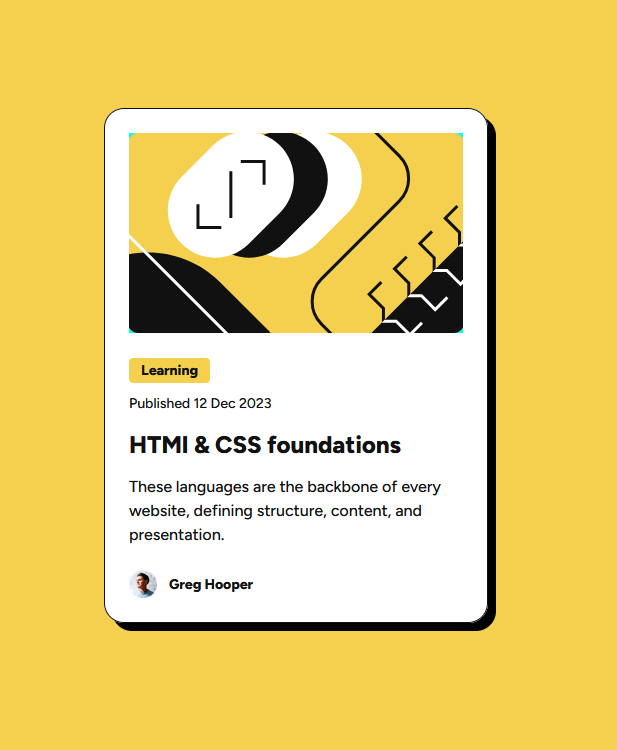 Learning
Published 12 Dec 2023
HTMl & CSS foundations
These languages are the backbone of every
website, defining structure, content, and
presentation.
Greg Hooper